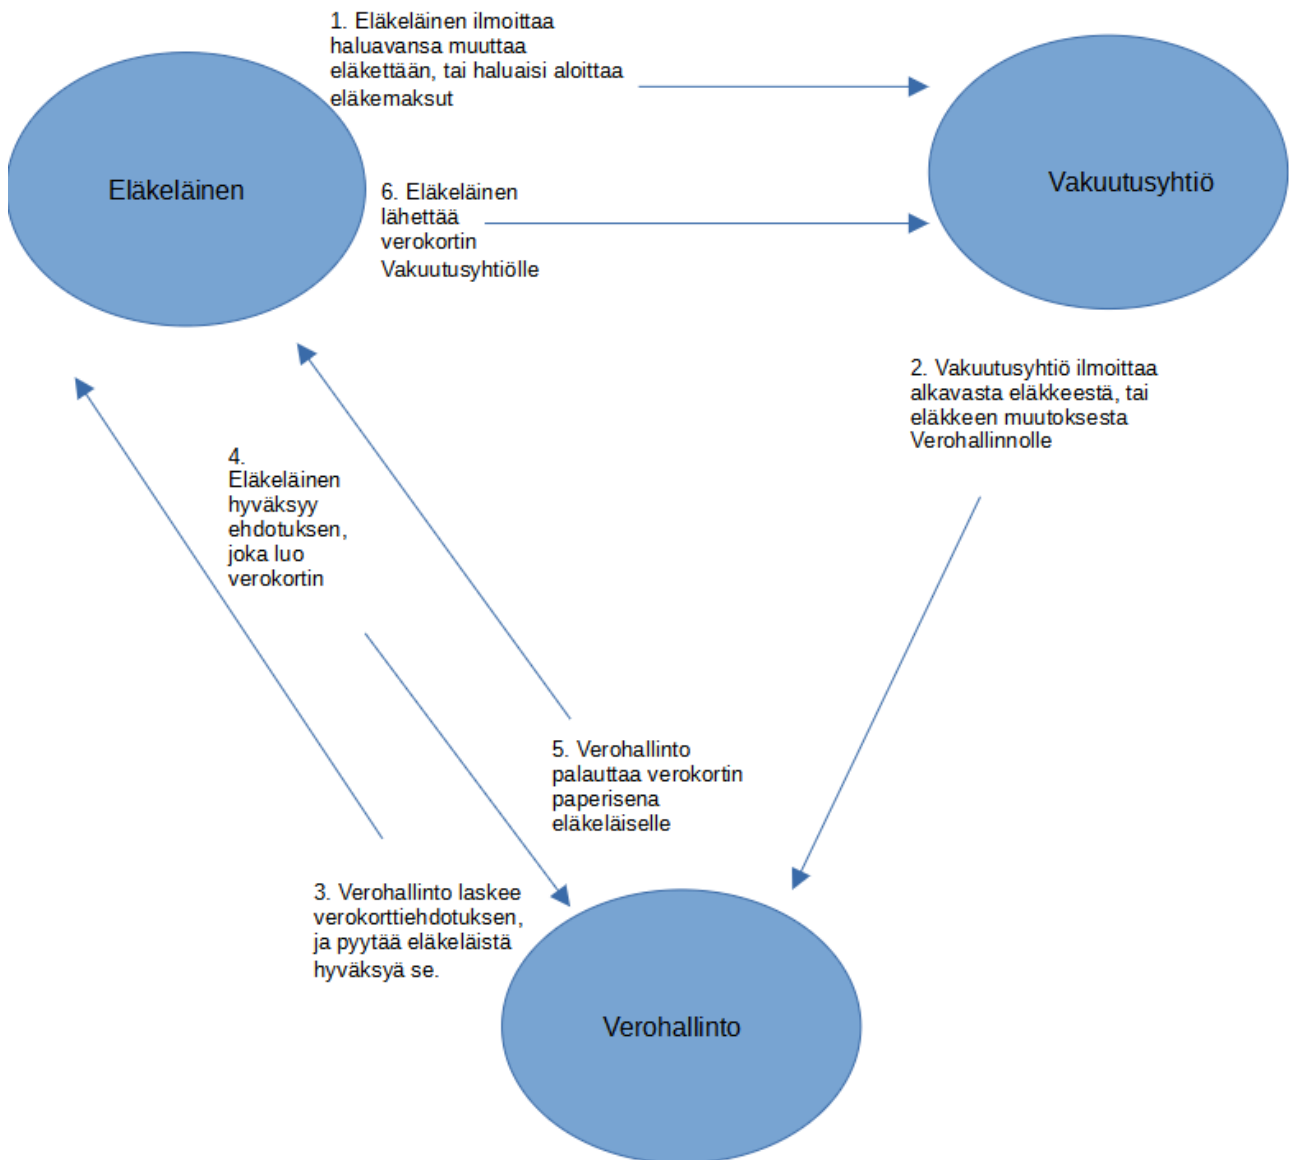 1. Eläkeläinen ilmoittaa
haluavansa muuttaa
eläkettään, tai haluaisi aloittaa
eläkemaksut
Eläkeläinen
Vakuutusyhtiö
6. Eläkeläinen
lähettää
verokortin
Vakuutusyhtiölle
2. Vakuutusyhtiö ilmoittaa
alkavasta eläkkeestä, tai
eläkkeen muutoksesta
Verohallinnolle
4.
Eläkeläinen
hyväksyy
ehdotuksen,
joka luo
verokortin
5. Verohallinto
palauttaa verokortin
paperisena
eläkeläiselle
3. Verohallinto laskee
verokorttiehdotuksen,
ja pyytää eläkeläistä
hyväksyä se.
Verohallinto